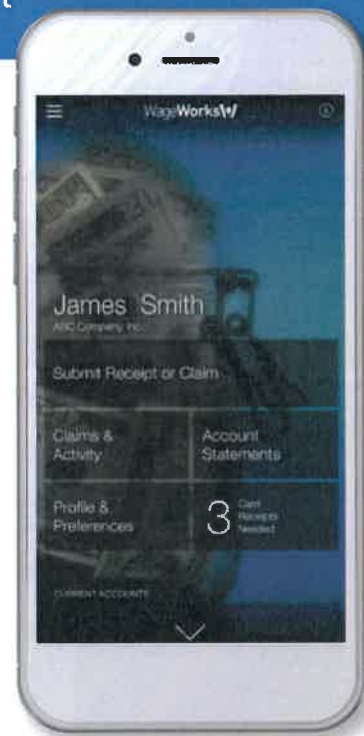 WageWorks\+/
James Smith
ABC Company, Inc.
Submit Receipt or Claim
Claims &
Activity
Account
Statements
Profile &
Preferences
3
Card
Receipts
Needed
CURRENT ACCOUNTS